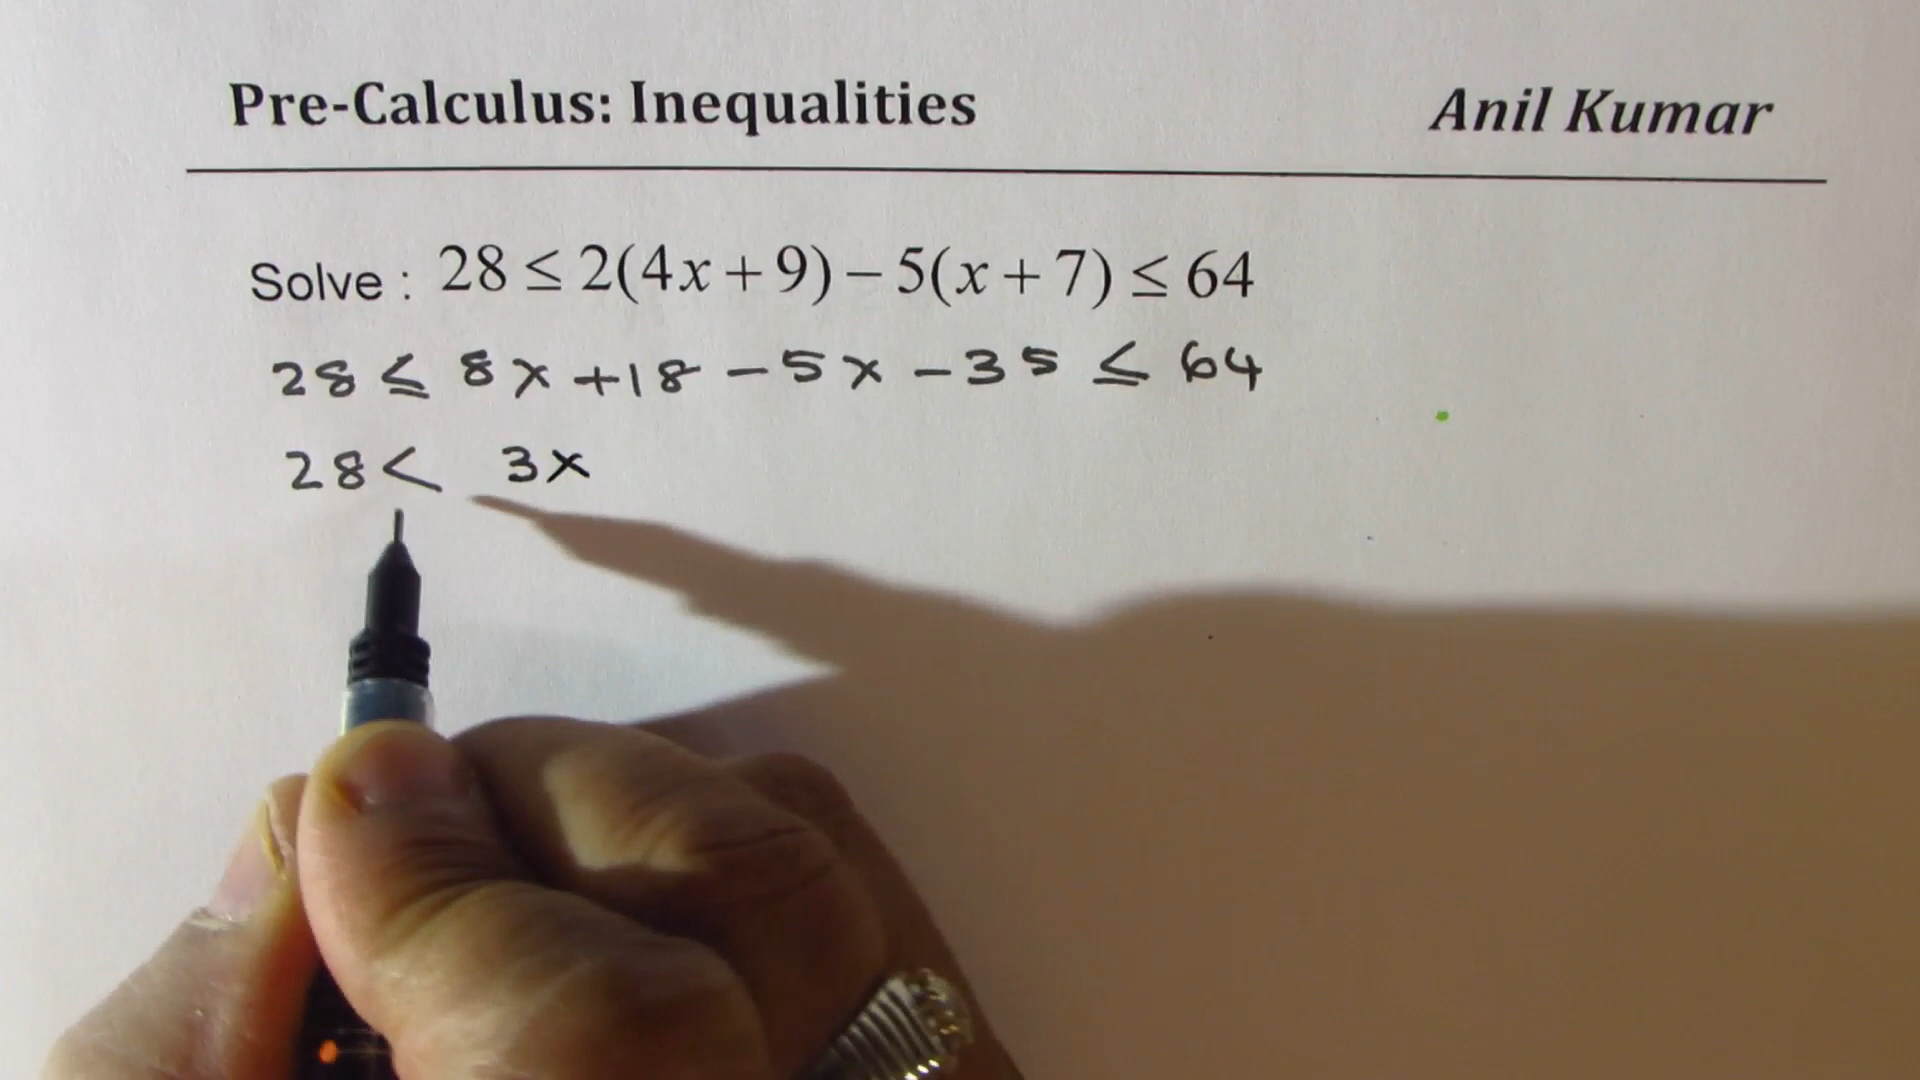 Pre-Calculus: Inequalities Anil Kumar
Solve : 28 ≤ 2(4x + 9) − 5(x + 7) ≤ 64
28 ≤ 8x + 18 − 5x − 35 ≤ 64
28 < 3x